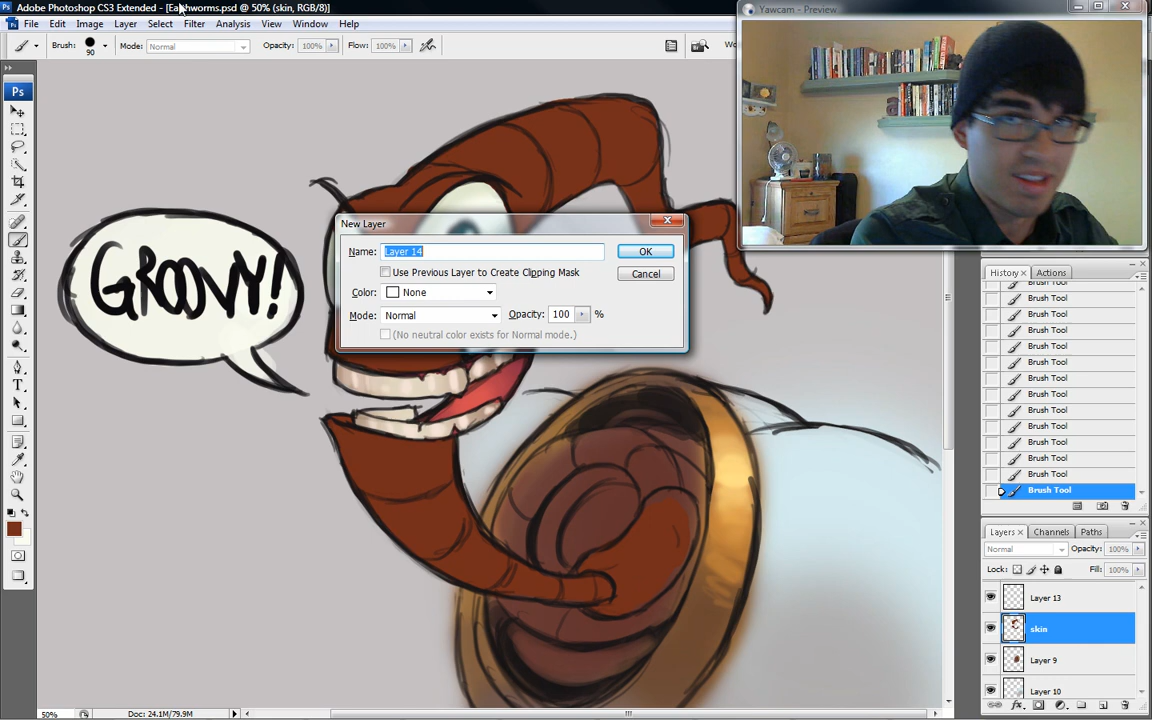 Adobe Photoshop CS3 Extended - [Earthworms.psd @ 50% (skin, RGB/8)]
File Edit Image Layer Select Filter Analysis View Window Help
Brush: 90 Mode: Normal Opacity: 100% Flow: 100%
Yawcam - Preview
Ps
GROOVY!
New Layer
Name: Layer 14 OK
Use Previous Layer to Create Clipping Mask Cancel
Color: None
Mode: Normal Opacity: 100 %
(No neutral color exists for Normal mode.)
History Actions
Brush Tool
Brush Tool
Brush Tool
Brush Tool
Brush Tool
Brush Tool
Brush Tool
Brush Tool
Brush Tool
Brush Tool
Brush Tool
Brush Tool
Brush Tool
Brush Tool
Layers Channels Paths
Normal Opacity: 100%
Lock: Fill: 100%
Layer 13
skin
Layer 9
Layer 10
50% Doc: 24.1M/79.9M